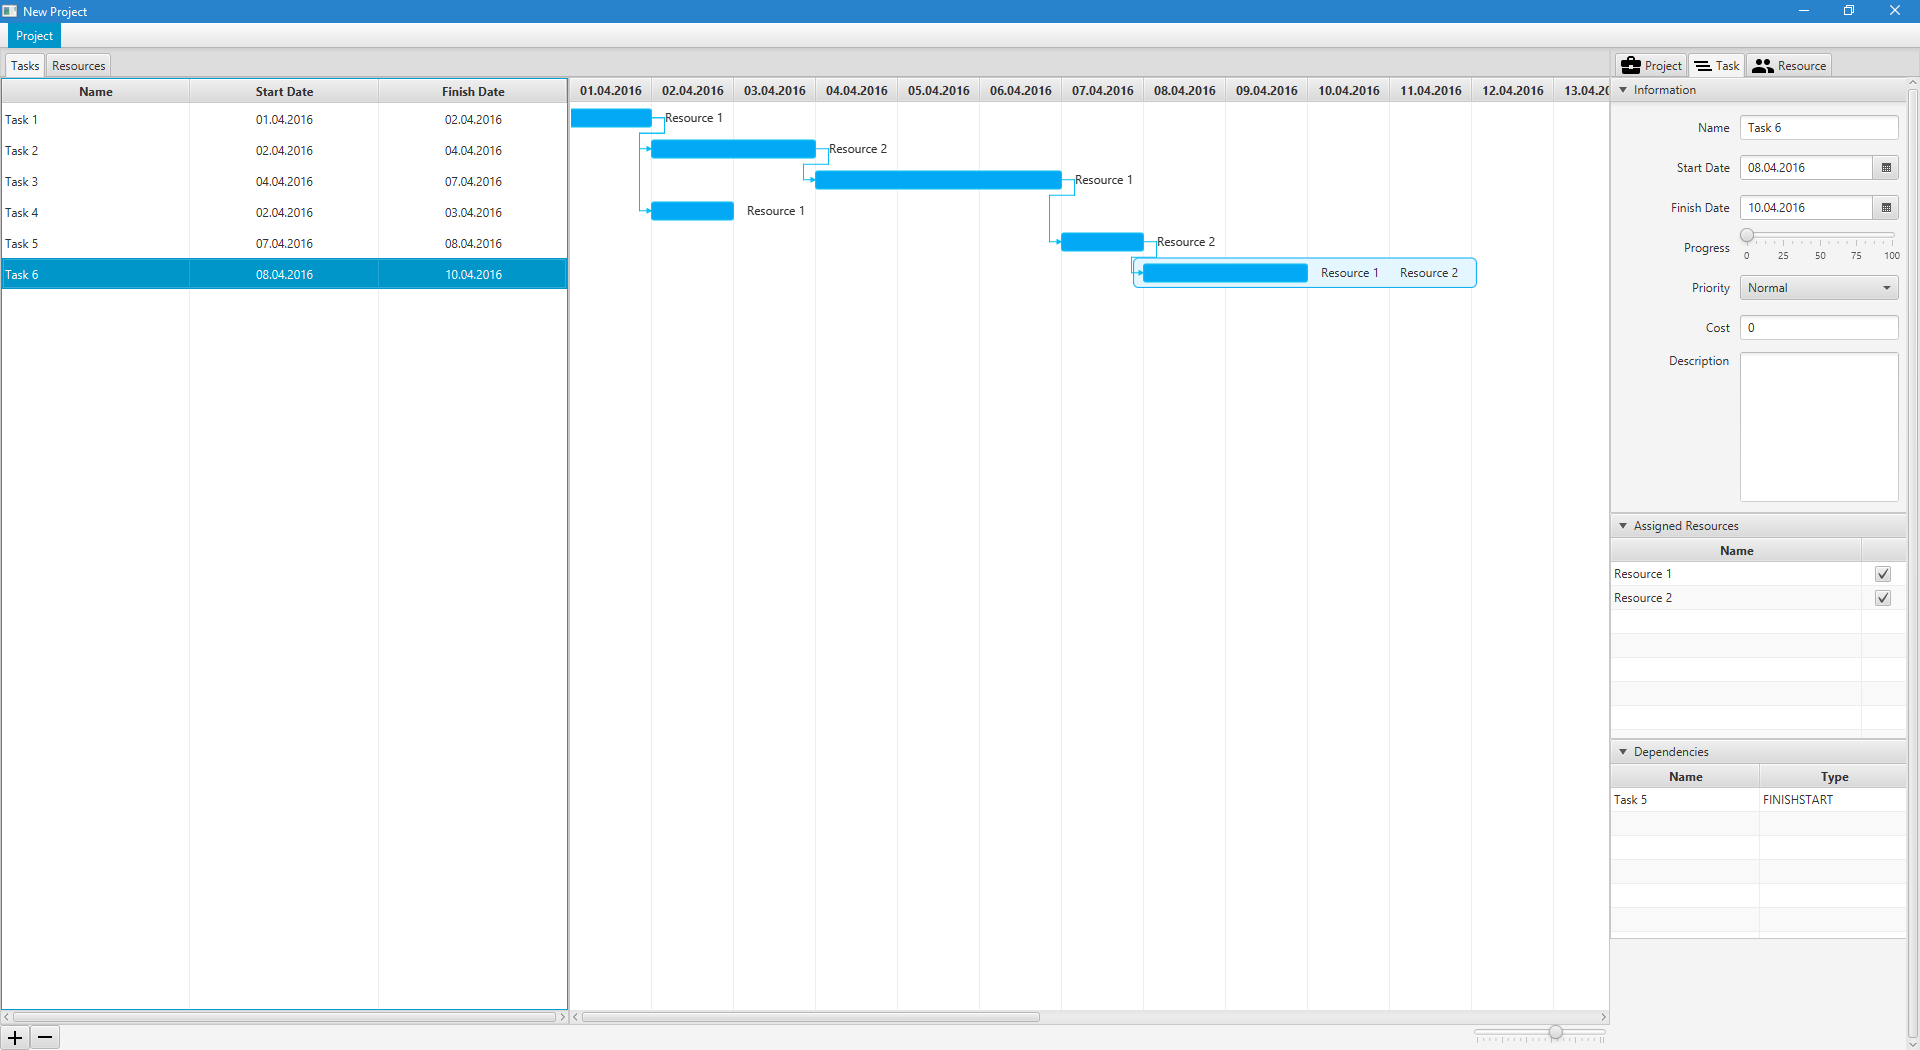 New Project
Project
Tasks Resources
Name Start Date Finish Date
Task 1 01.04.2016 02.04.2016
Task 2 02.04.2016 04.04.2016
Task 3 04.04.2016 07.04.2016
Task 4 02.04.2016 03.04.2016
Task 5 07.04.2016 08.04.2016
Task 6 08.04.2016 10.04.2016
01.04.2016 02.04.2016 03.04.2016 04.04.2016 05.04.2016 06.04.2016 07.04.2016 08.04.2016 09.04.2016 10.04.2016 11.04.2016 12.04.2016 13.04.20
Resource 1
Resource 2
Resource 1
Resource 1
Resource 2
Resource 1 Resource 2
Project Task Resource
Information
Name Task 6
Start Date 08.04.2016
Finish Date 10.04.2016
Progress
0 25 50 75 100
Priority Normal
Cost 0
Description
Assigned Resources
Name
Resource 1
Resource 2
Dependencies
Name Type
Task 5 FINISHSTART